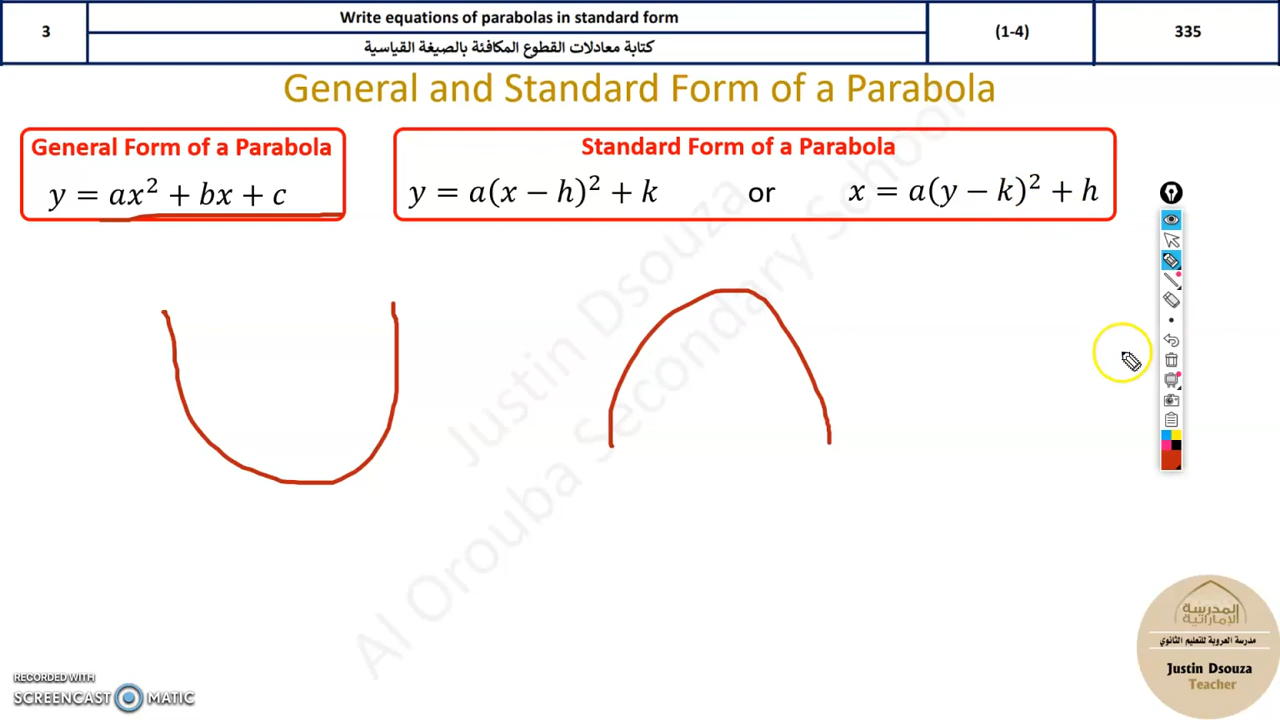 3
Write equations of parabolas in standard form
كتابة معادلات القطوع المكافئة بالصيغة القياسية
(1-4)
335
General and Standard Form of a Parabola
General Form of a Parabola
y = ax² + bx + c
Standard Form of a Parabola
y = a(x − h)² + k or x = a(y − k)² + h
Justin Dsouza
Al Orouba Secondary School
المدرسة
الإماراتية
مدرسة العروبة للتعليم الثانوي
Justin Dsouza
Teacher
RECORDED WITH
SCREENCAST MATIC